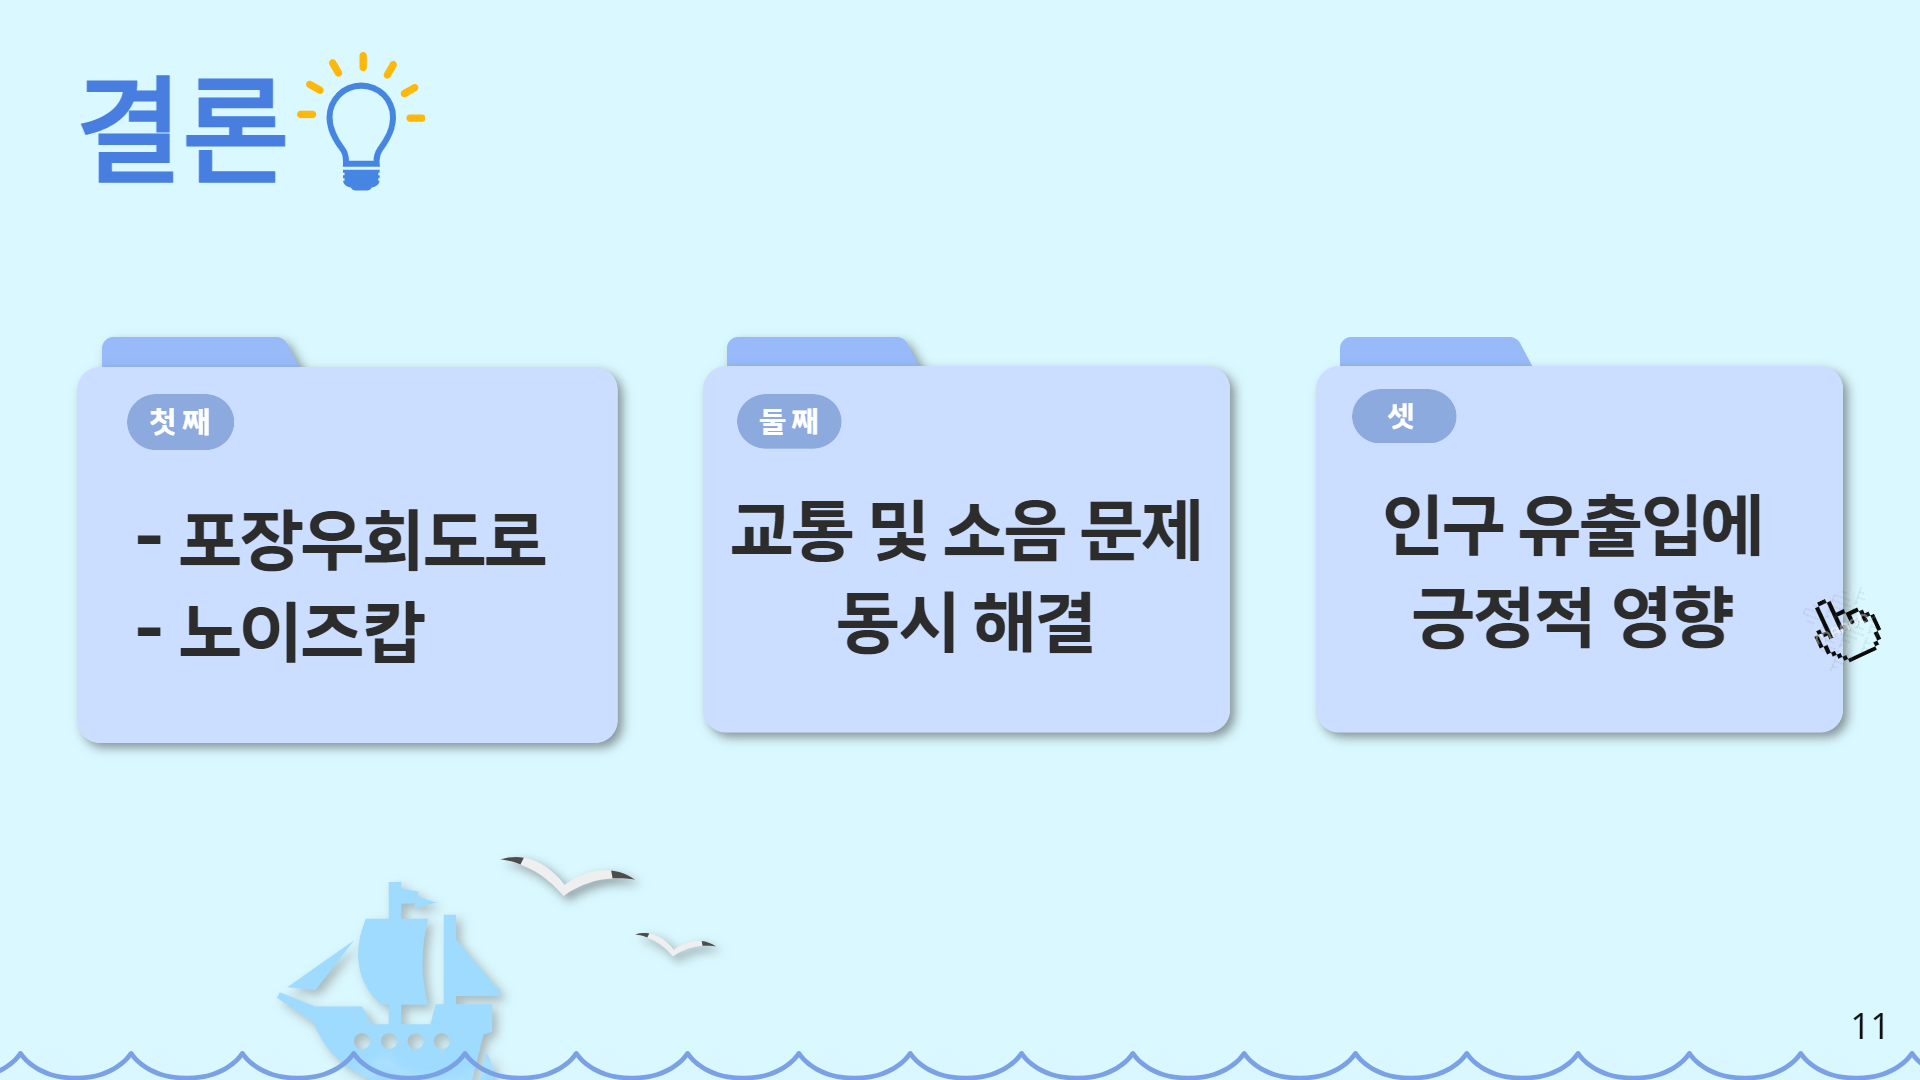 결론
첫째
- 포장우회도로
- 노이즈캅
둘째
교통 및 소음 문제
동시 해결
셋
인구 유출입에
긍정적 영향
11